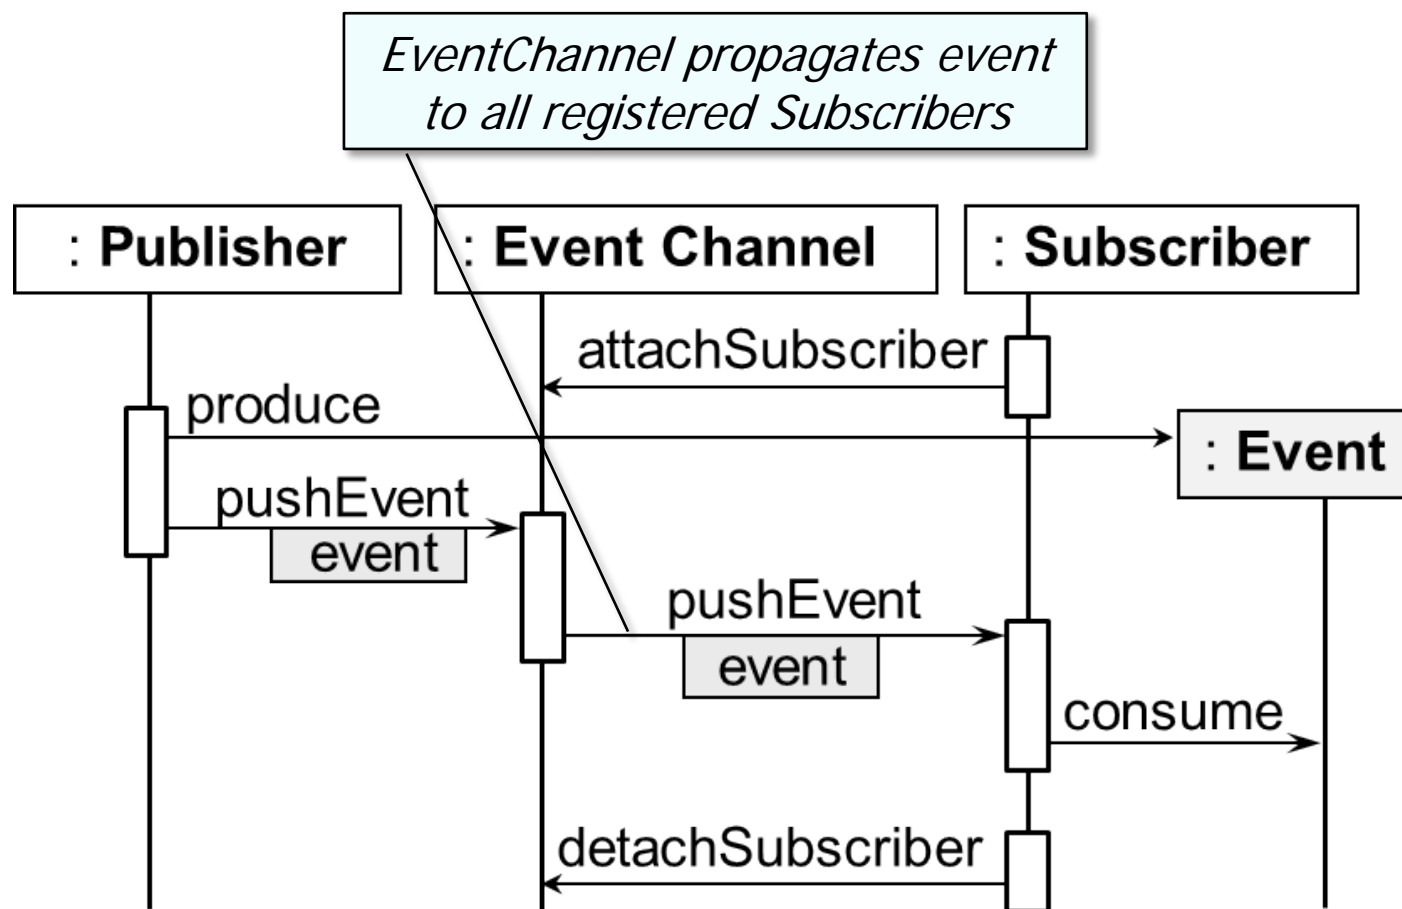 EventChannel propagates event
to all registered Subscribers
: Publisher
: Event Channel
: Subscriber
attachSubscriber
produce
: Event
pushEvent
event
pushEvent
event
consume
detachSubscriber